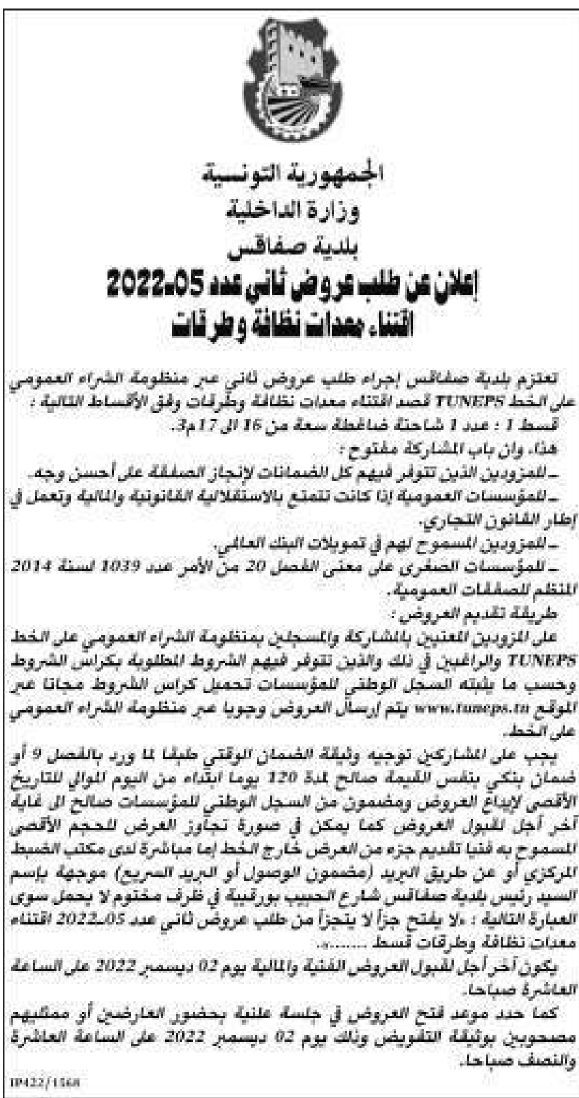 الجمهورية التونسية
وزارة الداخلية
بلدية صفاقس
إعلان عن طلب عروض ثاني عدد 05ـ2022
اقتناء معدات نظافة وطرقات
تعتزم بلدية صفاقس إجراء طلب عروض ثاني عبر منظومة الشراء العمومي
على الخط TUNEPS قصد اقتناء معدات نظافة وطرقات وفق الأقساط التالية :
قسط 1 : عدد 1 شاحنة ضاغطة سعة من 16 الى 17م3.
هذا، وان باب المشاركة مفتوح :
ـ للمزودين الذين تتوفر فيهم كل الضمانات لإنجاز الصفقة على أحسن وجه.
ـ للمؤسسات العمومية إذا كانت تتمتع بالاستقلالية القانونية والمالية وتعمل في
إطار القانون التجاري.
ـ للمزودين المسموح لهم في تمويلات البنك العالمي.
ـ للمؤسسات الصغرى على معنى الفصل 20 من الأمر عدد 1039 لسنة 2014
المنظم للصفقات العمومية.
طريقة تقديم العروض :
على المزودين المعنيين بالمشاركة والمسجلين بمنظومة الشراء العمومي على الخط
TUNEPS والراغبين في ذلك والذين تتوفر فيهم الشروط المطلوبة بكراس الشروط
وحسب ما يثبته السجل الوطني للمؤسسات تحميل كراس الشروط مجانا عبر
الموقع www.tuneps.tn يتم إرسال العروض وجوبا عبر منظومة الشراء العمومي
على الخط.
يجب على المشاركين توجيه وثيقة الضمان الوقتي طبقا لما ورد بالفصل 9 أو
ضمان بنكي بنفس القيمة صالح لمدة 120 يوما ابتداء من اليوم الموالي للتاريخ
الأقصى لإيداع العروض ومضمون من السجل الوطني للمؤسسات صالح الى غاية
آخر أجل لقبول العروض كما يمكن في صورة تجاوز العرض للحجم الأقصى
المسموح به فنيا تقديم جزء من العرض خارج الخط إما مباشرة لدى مكتب الضبط
المركزي أو عن طريق البريد (مضمون الوصول أو البريد السريع) موجهة بإسم
السيد رئيس بلدية صفاقس شارع الحبيب بورقيبة في ظرف مختوم لا يحمل سوى
العبارة التالية : «لا يفتح جزأ لا يتجزأ من طلب عروض ثاني عدد 05ـ2022 اقتناء
معدات نظافة وطرقات قسط .......».
يكون آخر أجل لقبول العروض الفنية والمالية يوم 02 ديسمبر 2022 على الساعة
العاشرة صباحا.
كما حدد موعد فتح العروض في جلسة علنية بحضور العارضين أو ممثليهم
مصحوبين بوثيقة التفويض وذلك يوم 02 ديسمبر 2022 على الساعة العاشرة
والنصف صباحا.
IP422/1568